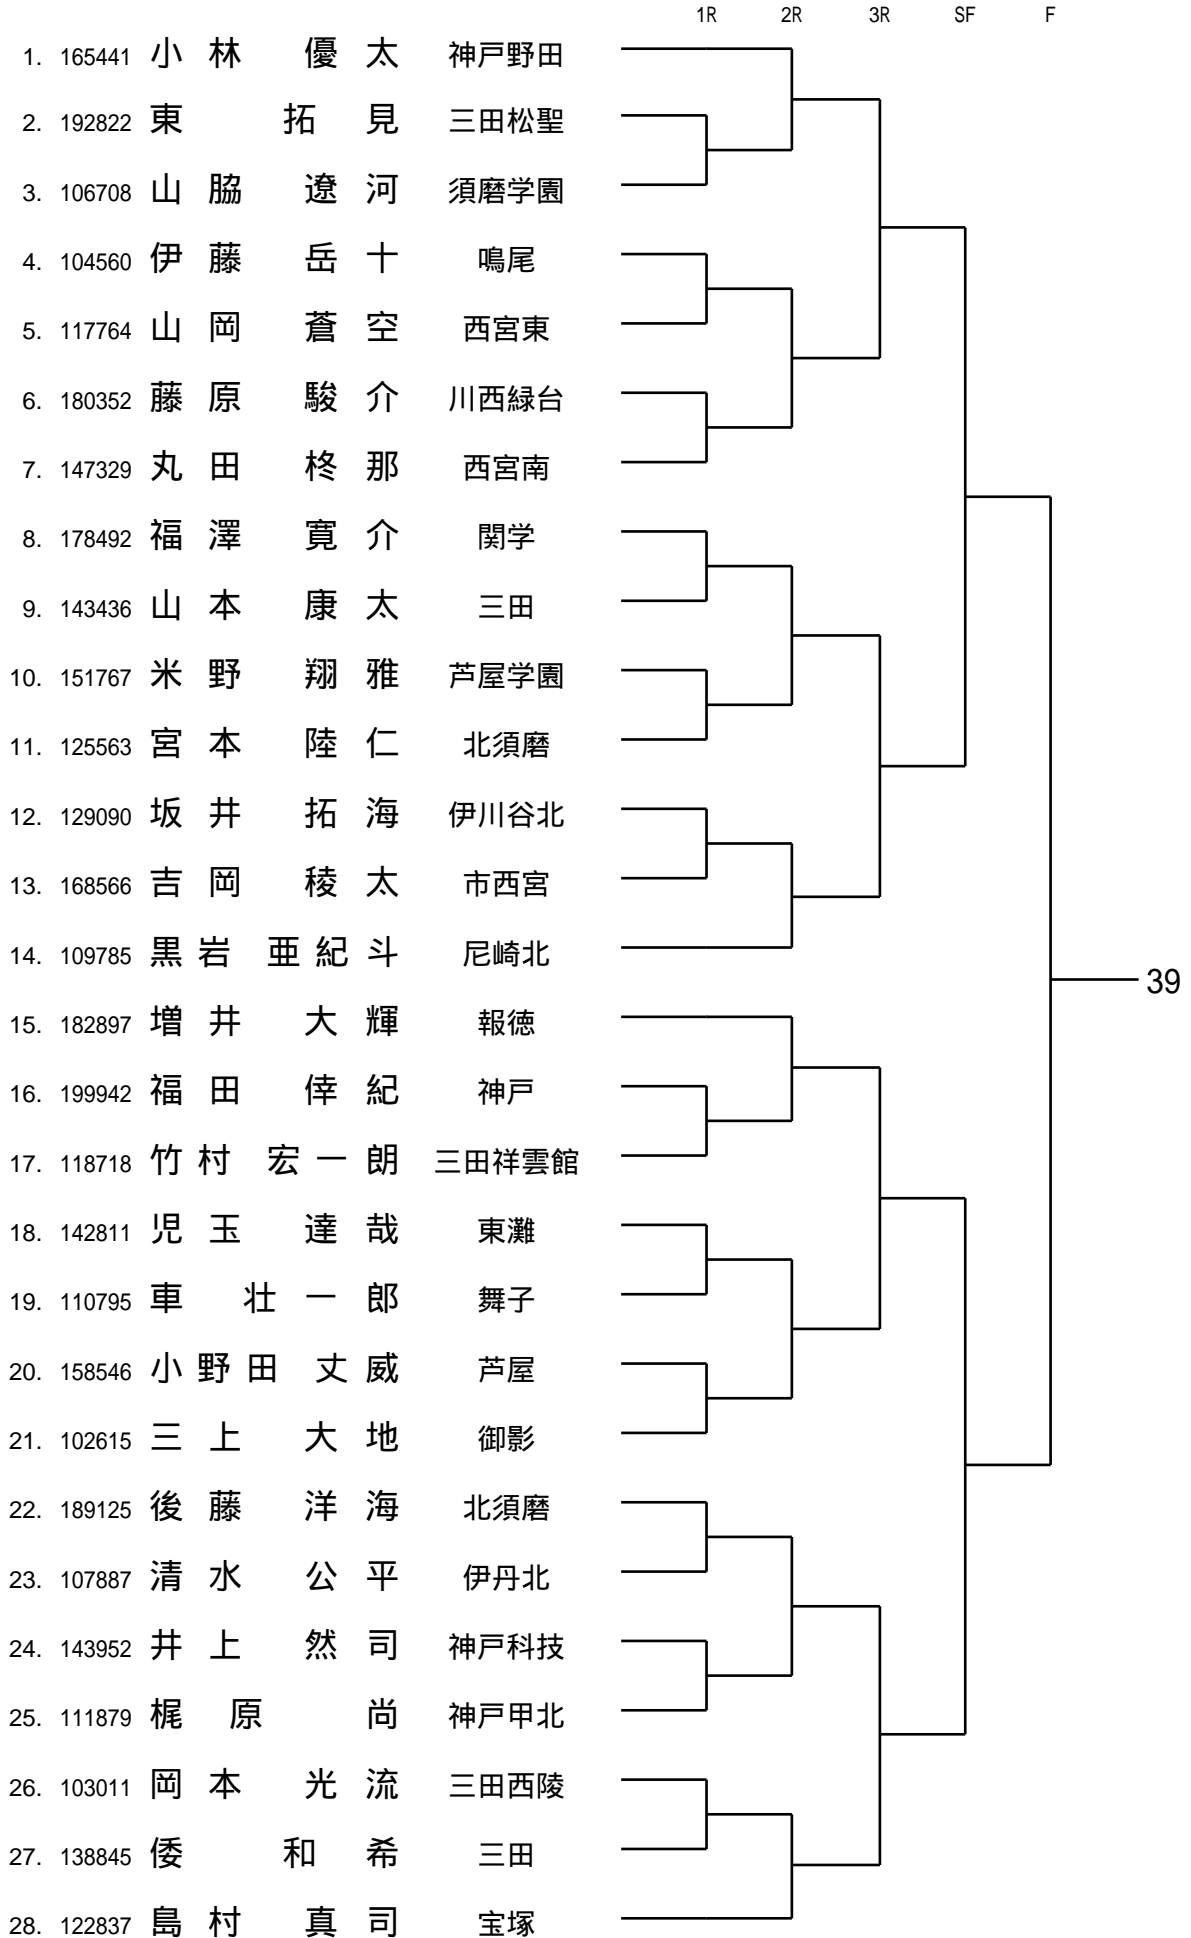 1R 2R 3R SF F
1. 165441 小林 優太 神戸野田
2. 192822 東 拓見 三田松聖
3. 106708 山脇 遼河 須磨学園
4. 104560 伊藤 岳十 鳴尾
5. 117764 山岡 蒼空 西宮東
6. 180352 藤原 駿介 川西緑台
7. 147329 丸田 柊那 西宮南
8. 178492 福澤 寛介 関学
9. 143436 山本 康太 三田
10. 151767 米野 翔雅 芦屋学園
11. 125563 宮本 陸仁 北須磨
12. 129090 坂井 拓海 伊川谷北
13. 168566 吉岡 稜太 市西宮
14. 109785 黒岩 亜紀斗 尼崎北
39
15. 182897 増井 大輝 報徳
16. 199942 福田 倖紀 神戸
17. 118718 竹村 宏一朗 三田祥雲館
18. 142811 児玉 達哉 東灘
19. 110795 車 壮一郎 舞子
20. 158546 小野田 丈威 芦屋
21. 102615 三上 大地 御影
22. 189125 後藤 洋海 北須磨
23. 107887 清水 公平 伊丹北
24. 143952 井上 然司 神戸科技
25. 111879 梶原 尚 神戸甲北
26. 103011 岡本 光流 三田西陵
27. 138845 倭 和希 三田
28. 122837 島村 真司 宝塚